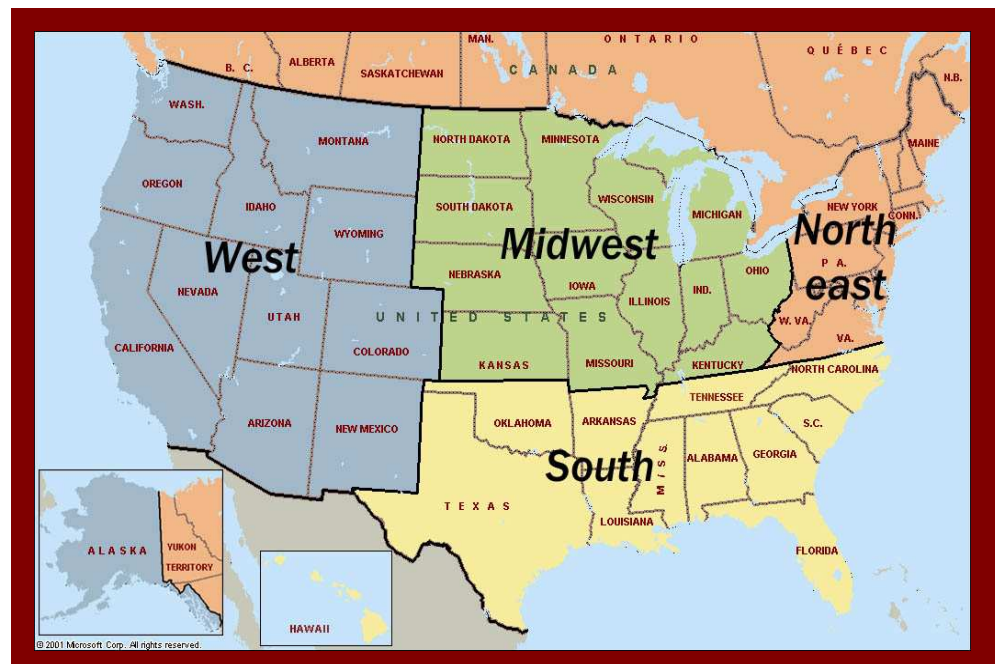 MAN.
ONTARIO
QUÉBEC
B. C.
ALBERTA
SASKATCHEWAN
CANADA
N.B.
WASH.
MONTANA
NORTH DAKOTA
MINNESOTA
MAINE
OREGON
IDAHO
SOUTH DAKOTA
WISCONSIN
MICHIGAN
NEW YORK
CONN.
WYOMING
West
Midwest
North
east
NEBRASKA
IOWA
ILLINOIS
IND.
OHIO
P A.
NEVADA
UTAH
UNITED STATES
W. VA.
VA.
CALIFORNIA
COLORADO
KANSAS
MISSOURI
KENTUCKY
NORTH CAROLINA
TENNESSEE
ARIZONA
NEW MEXICO
OKLAHOMA
ARKANSAS
S.C.
South
MISS.
ALABAMA
GEORGIA
TEXAS
LOUISIANA
FLORIDA
ALASKA
YUKON
TERRITORY
HAWAII
© 2001 Microsoft Corp. All rights reserved.